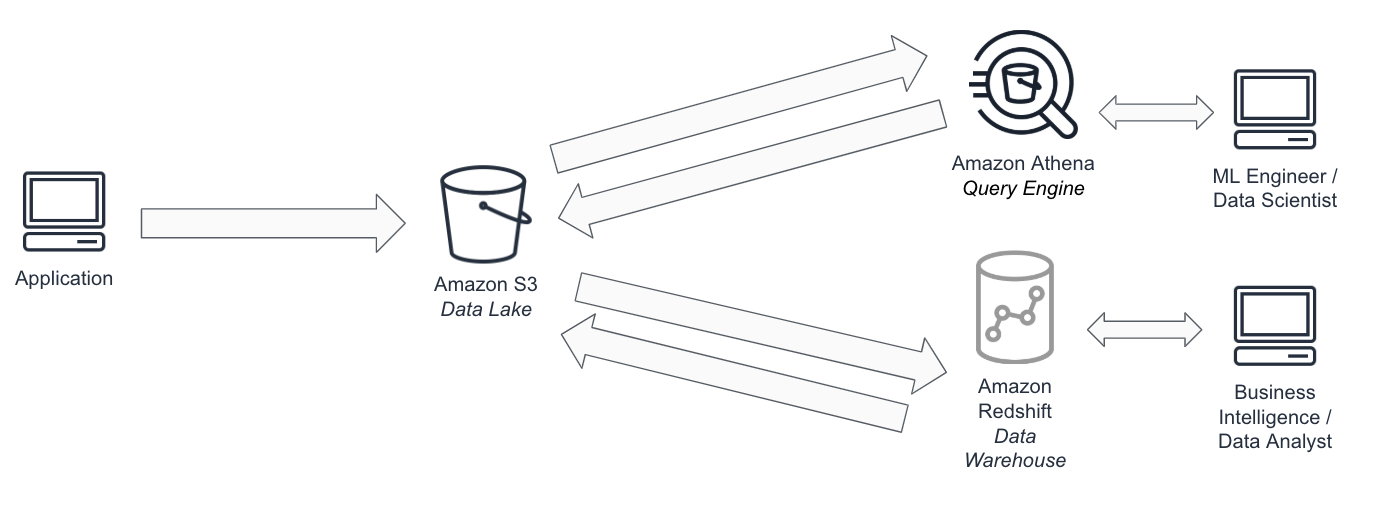 Application
Amazon S3
Data Lake
Amazon Athena
Query Engine
ML Engineer /
Data Scientist
Amazon
Redshift
Data
Warehouse
Business
Intelligence /
Data Analyst